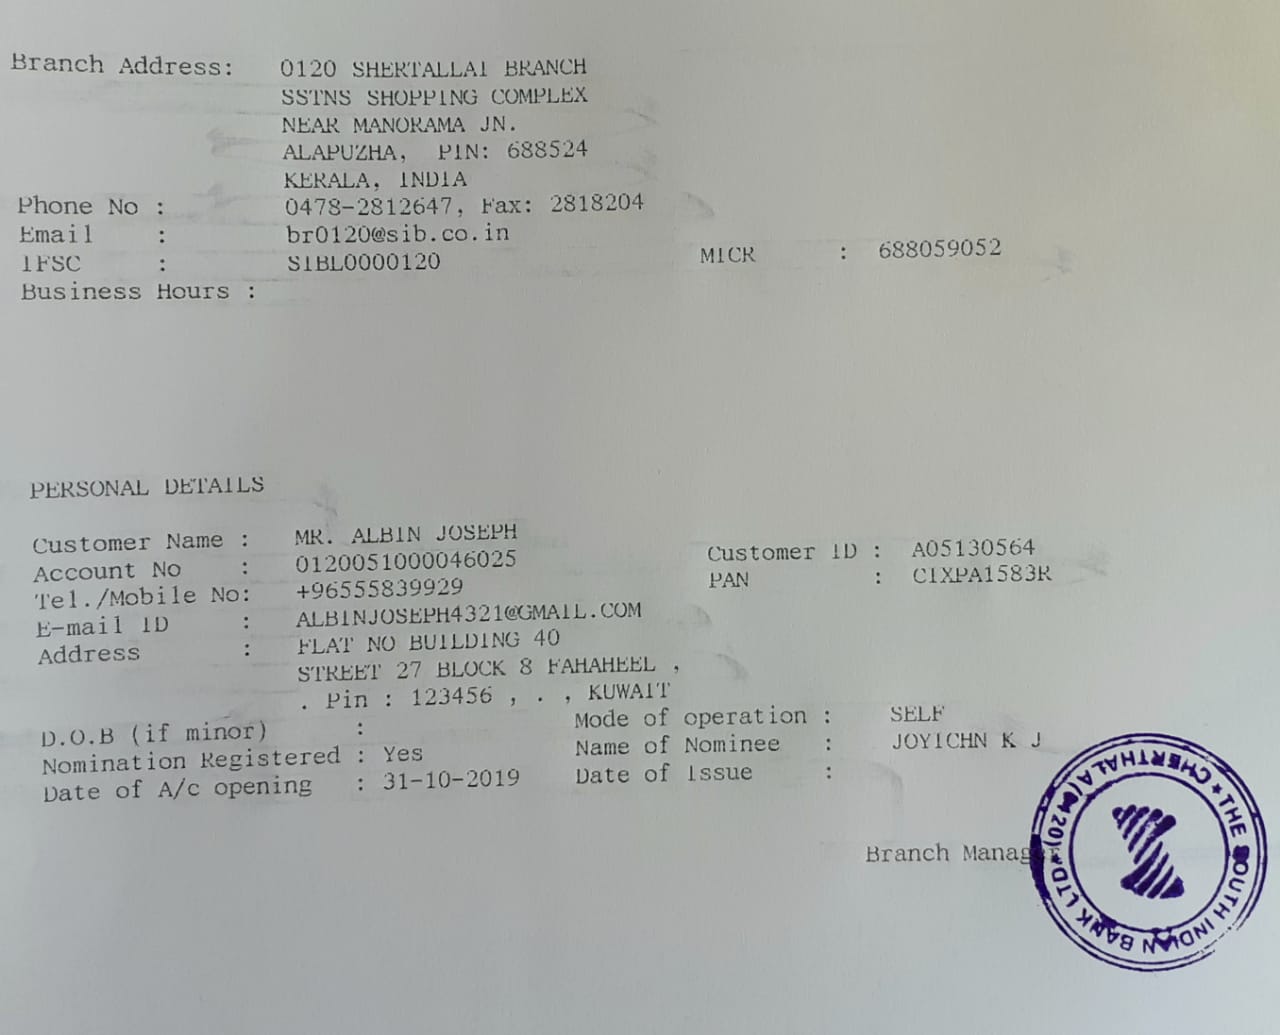 Branch Address: 0120 SHERTALLAI BRANCH
SSTNS SHOPPING COMPLEX
NEAR MANORAMA JN.
ALAPUZHA, PIN: 688524
KERALA, INDIA
Phone No : 0478-2812647, Fax: 2818204
Email : br0120@sib.co.in
IFSC : SIBL0000120 MICR : 688059052
Business Hours :
PERSONAL DETAILS
Customer Name : MR. ALBIN JOSEPH Customer ID : A05130564
Account No : 0120051000046025 PAN : CIXPA1583R
Tel./Mobile No: +96555839929
E-mail ID : ALBINJOSEPH4321@GMAIL.COM
Address : FLAT NO BUILDING 40
STREET 27 BLOCK 8 FAHAHEEL ,
. Pin : 123456 , . , KUWAIT
D.O.B (if minor) : Mode of operation : SELF
Nomination Registered : Yes Name of Nominee : JOYICHN K J
Date of A/c opening : 31-10-2019 Date of Issue :
Branch Manager
THE SOUTH INDIAN BANK LTD * CHERTHALA (0120) *